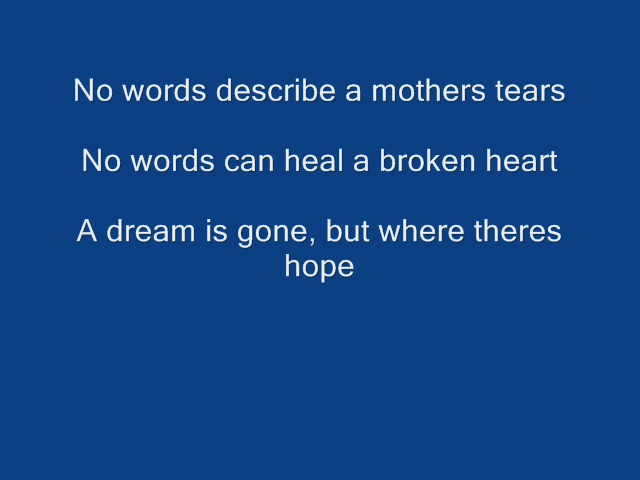 No words describe a mothers tears
No words can heal a broken heart
A dream is gone, but where theres
hope